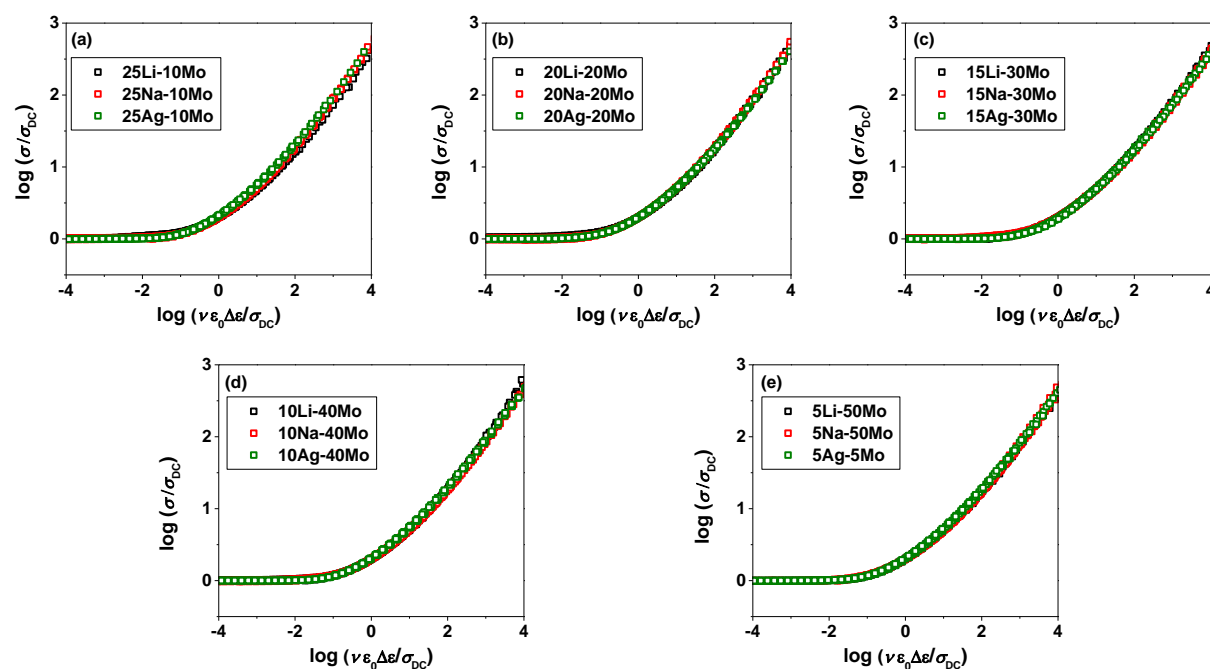 (a)
25Li-10Mo
25Na-10Mo
25Ag-10Mo
log (σ/σDC)
3
2
1
0
-4 -2 0 2 4
log (νε0Δε/σDC)
(b)
20Li-20Mo
20Na-20Mo
20Ag-20Mo
log (σ/σDC)
3
2
1
0
-4 -2 0 2 4
log (νε0Δε/σDC)
(c)
15Li-30Mo
15Na-30Mo
15Ag-30Mo
log (σ/σDC)
3
2
1
0
-4 -2 0 2 4
log (νε0Δε/σDC)
(d)
10Li-40Mo
10Na-40Mo
10Ag-40Mo
log (σ/σDC)
3
2
1
0
-4 -2 0 2 4
log (νε0Δε/σDC)
(e)
5Li-50Mo
5Na-50Mo
5Ag-5Mo
log (σ/σDC)
3
2
1
0
-4 -2 0 2 4
log (νε0Δε/σDC)